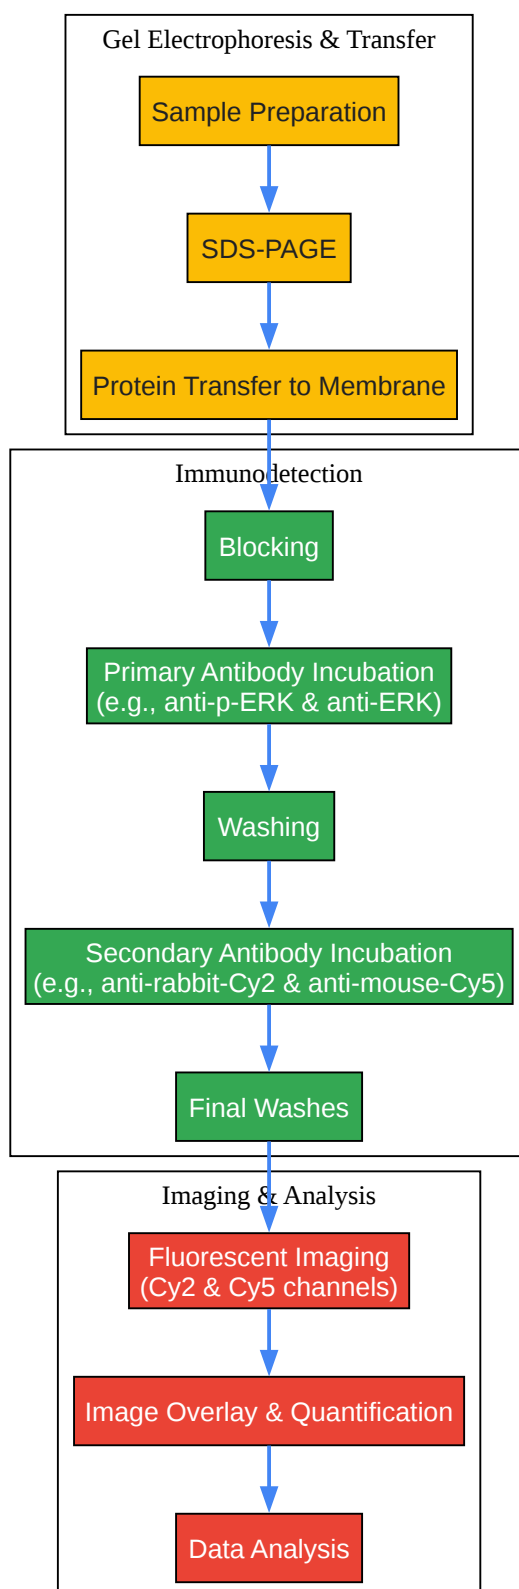 Gel Electrophoresis & Transfer
Sample Preparation
SDS-PAGE
Protein Transfer to Membrane
Immunodetection
Blocking
Primary Antibody Incubation
(e.g., anti-p-ERK & anti-ERK)
Washing
Secondary Antibody Incubation
(e.g., anti-rabbit-Cy2 & anti-mouse-Cy5)
Final Washes
Imaging & Analysis
Fluorescent Imaging
(Cy2 & Cy5 channels)
Image Overlay & Quantification
Data Analysis